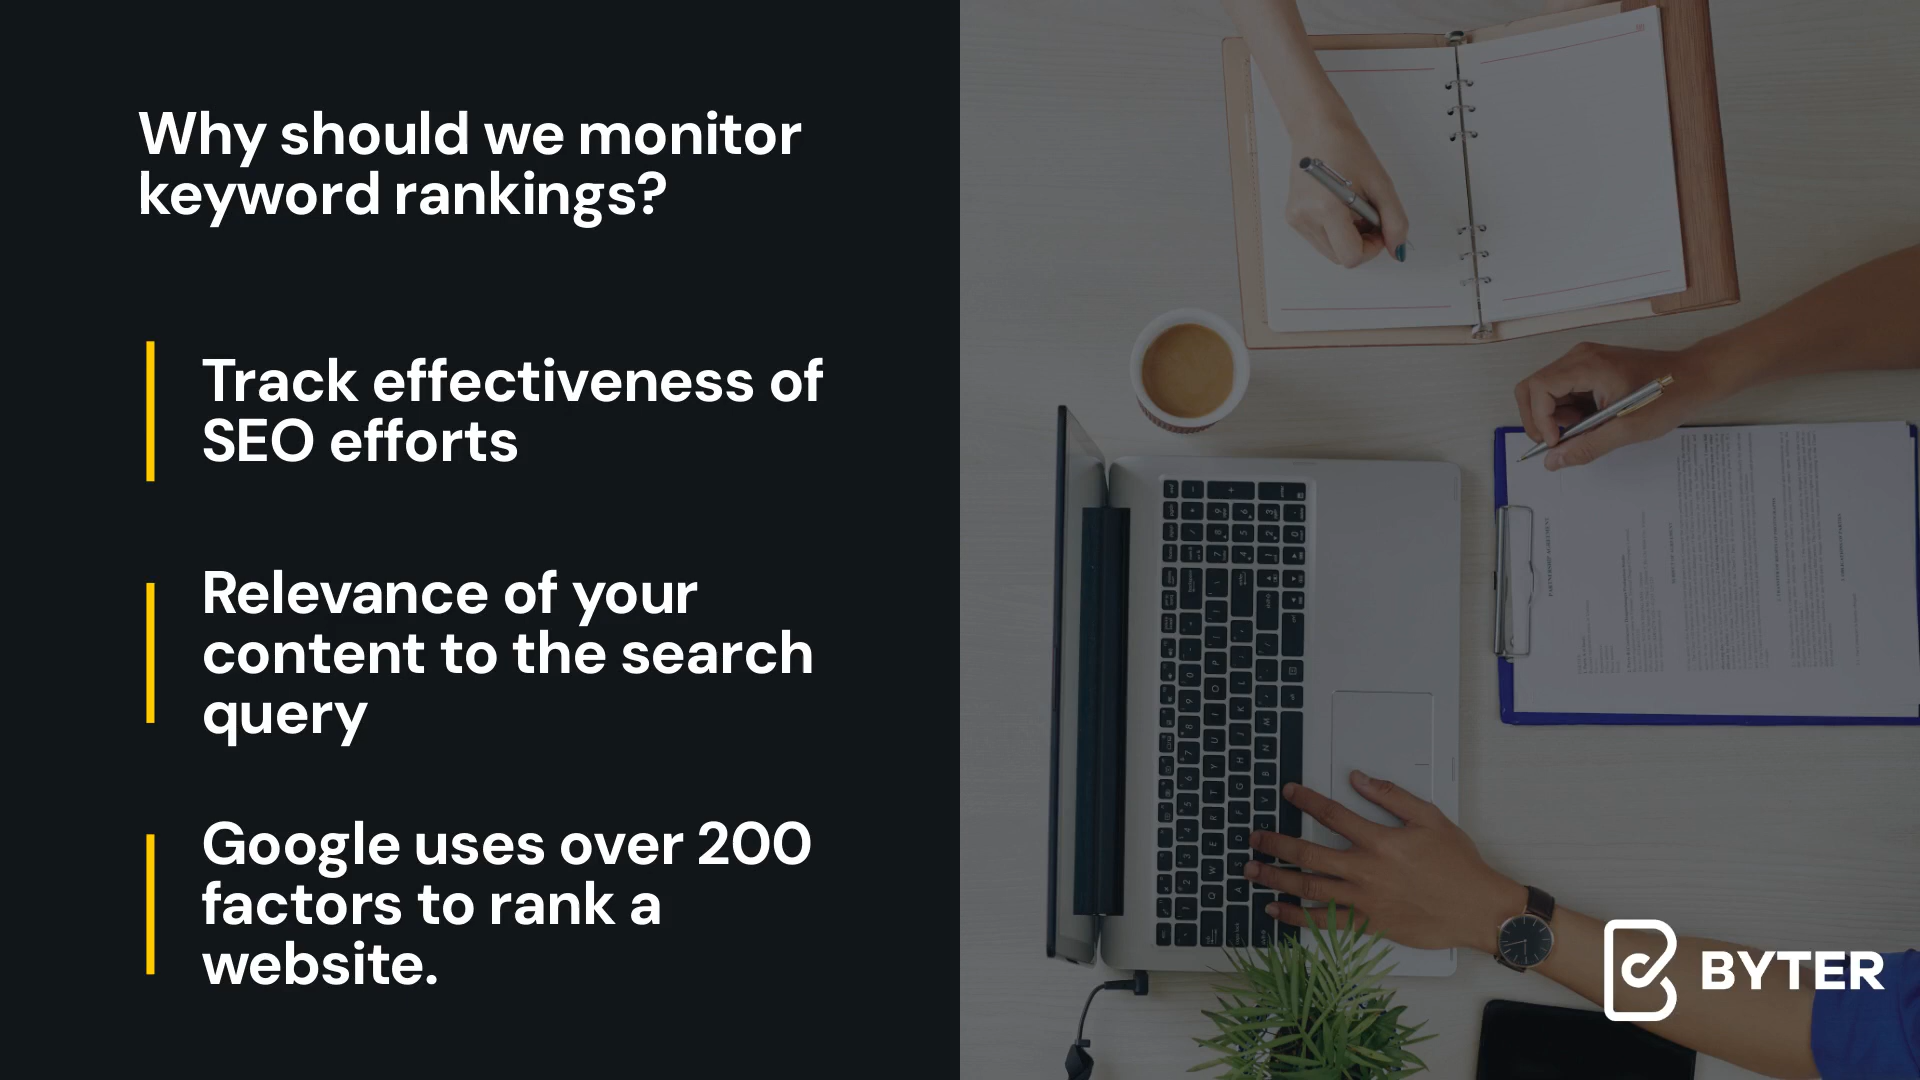 Why should we monitor
keyword rankings?
Track effectiveness of
SEO efforts
Relevance of your
content to the search
query
Google uses over 200
factors to rank a
website.
BYTER